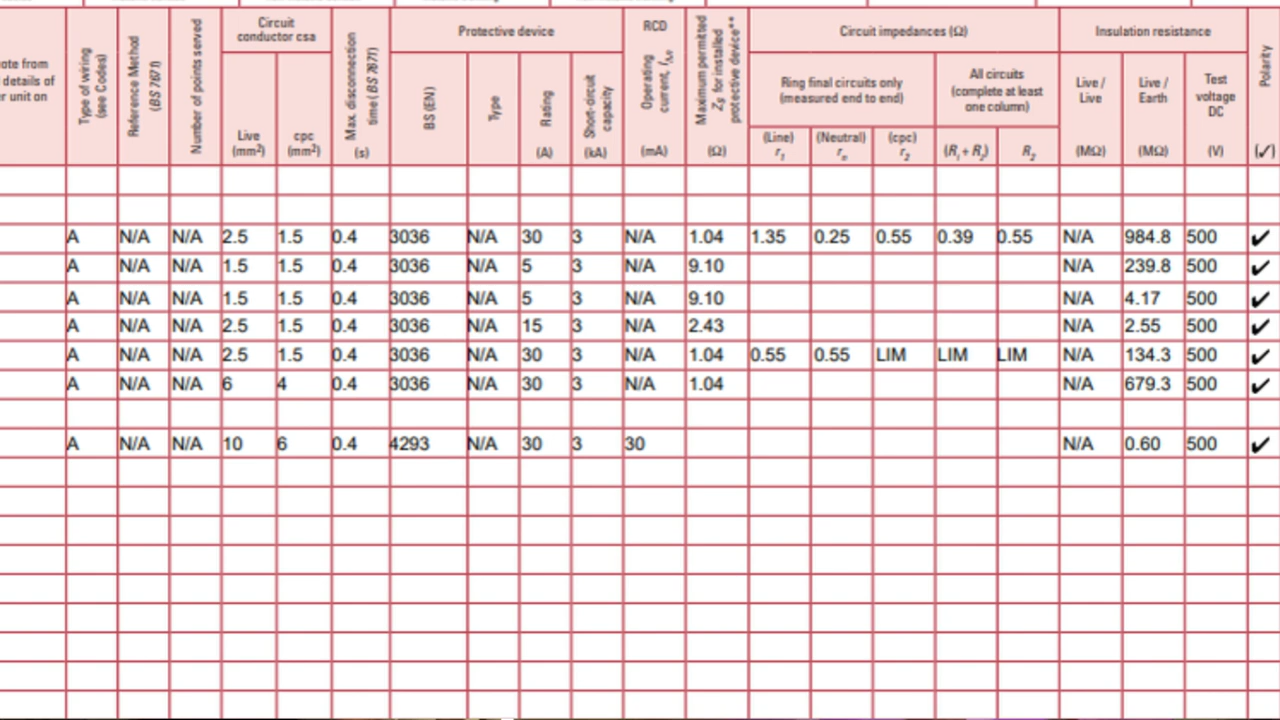 Circuit conductor csa
Protective device
RCD
Circuit impedances (Ω)
Insulation resistance
ote from
details of
r unit on
Type of wiring (see Codes)
Reference Method (BS 7671)
Number of points served
Live (mm²)
cpc (mm²)
Max. disconnection time (BS 7671) (s)
BS (EN)
Type
Rating (A)
Short-circuit capacity (kA)
Operating current, (mA)
Maximum permitted Zs for installed protective device** (Ω)
Ring final circuits only (measured end to end)
All circuits (complete at least one column)
(Line) r1
(Neutral) rn
(cpc) r2
(R1 + R2)
R2
Live / Live (MΩ)
Live / Earth (MΩ)
Test voltage DC (V)
Polarity (✓)
A N/A N/A 2.5 1.5 0.4 3036 N/A 30 3 N/A 1.04 1.35 0.25 0.55 0.39 0.55 N/A 984.8 500 ✔
A N/A N/A 1.5 1.5 0.4 3036 N/A 5 3 N/A 9.10 N/A 239.8 500 ✔
A N/A N/A 1.5 1.5 0.4 3036 N/A 5 3 N/A 9.10 N/A 4.17 500 ✔
A N/A N/A 2.5 1.5 0.4 3036 N/A 15 3 N/A 2.43 N/A 2.55 500 ✔
A N/A N/A 2.5 1.5 0.4 3036 N/A 30 3 N/A 1.04 0.55 0.55 LIM LIM LIM N/A 134.3 500 ✔
A N/A N/A 6 4 0.4 3036 N/A 30 3 N/A 1.04 N/A 679.3 500 ✔
A N/A N/A 10 6 0.4 4293 N/A 30 3 30 N/A 0.60 500 ✔